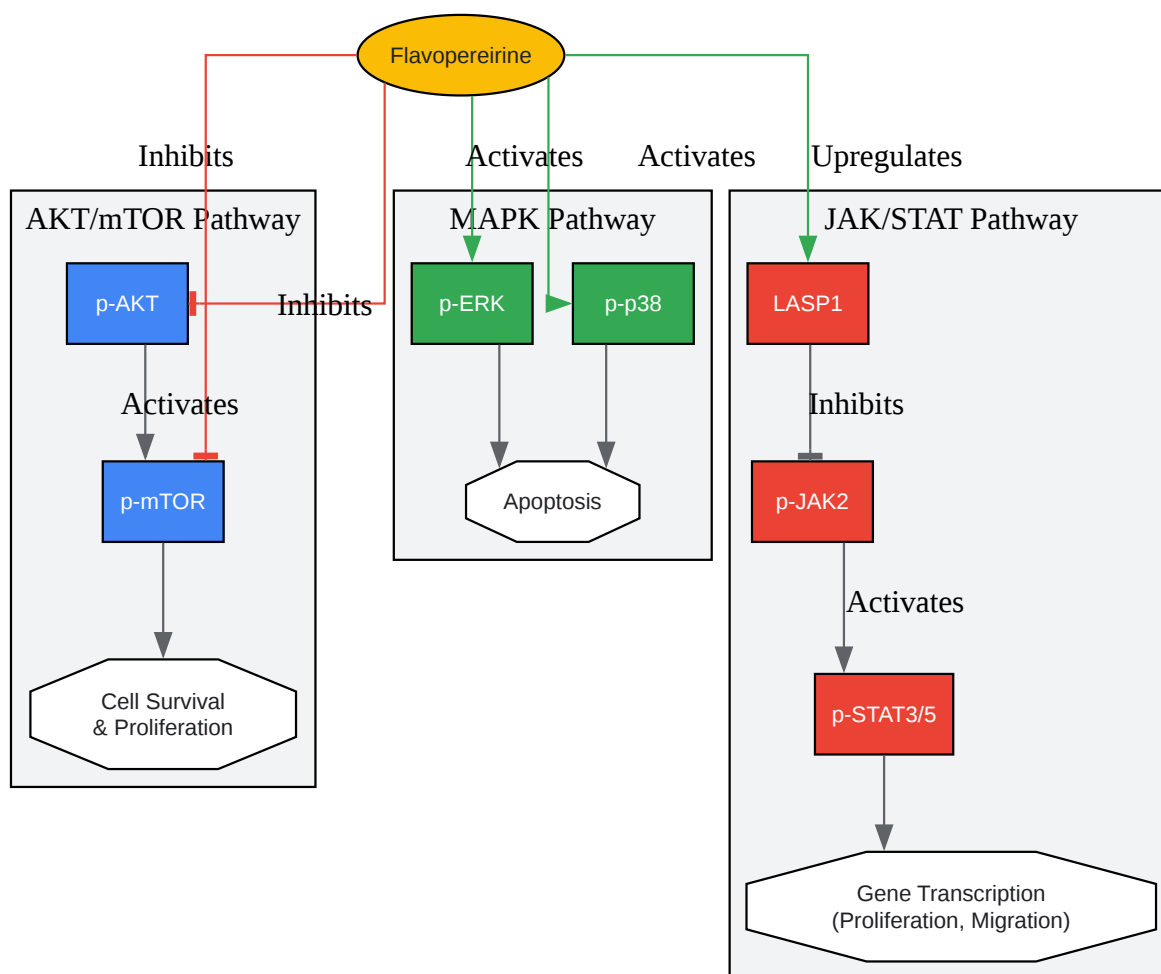 Flavopereirine
Inhibits
Activates
Activates
Upregulates
AKT/mTOR Pathway
MAPK Pathway
JAK/STAT Pathway
p-AKT
Inhibits
p-ERK
p-p38
LASP1
Activates
Inhibits
p-mTOR
Apoptosis
p-JAK2
Activates
Cell Survival
& Proliferation
p-STAT3/5
Gene Transcription
(Proliferation, Migration)